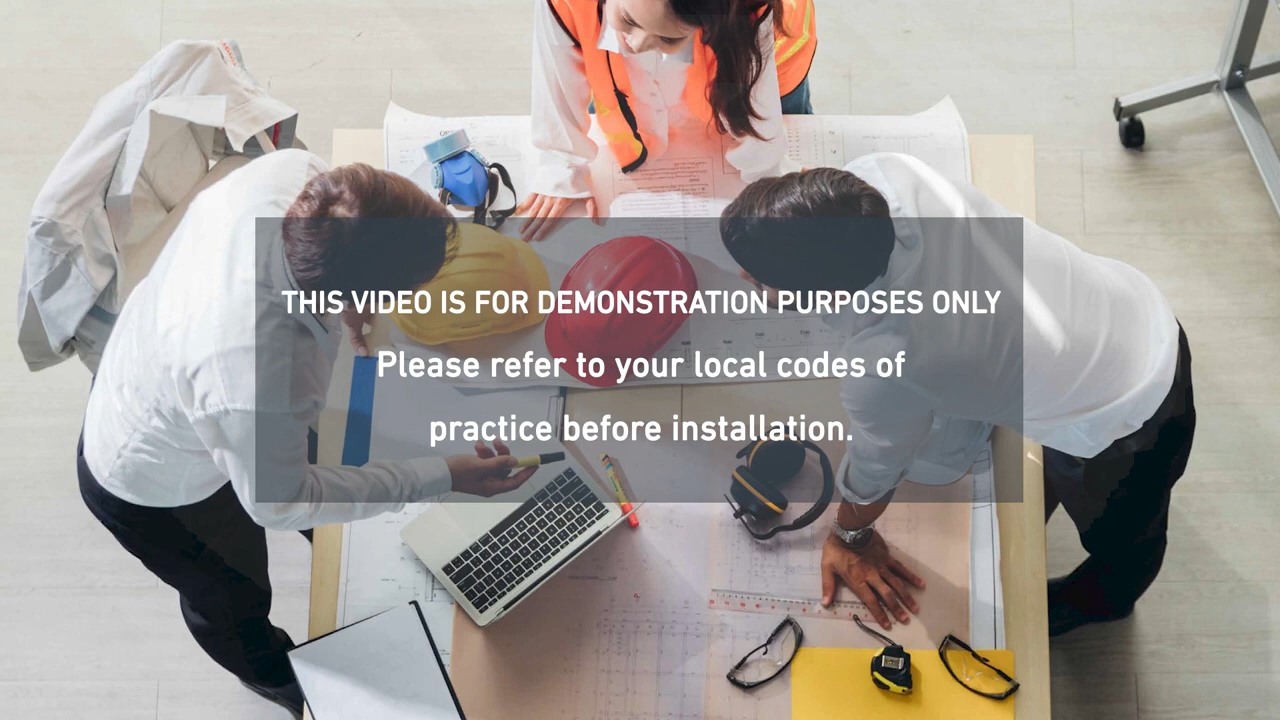 THIS VIDEO IS FOR DEMONSTRATION PURPOSES ONLY
Please refer to your local codes of
practice before installation.